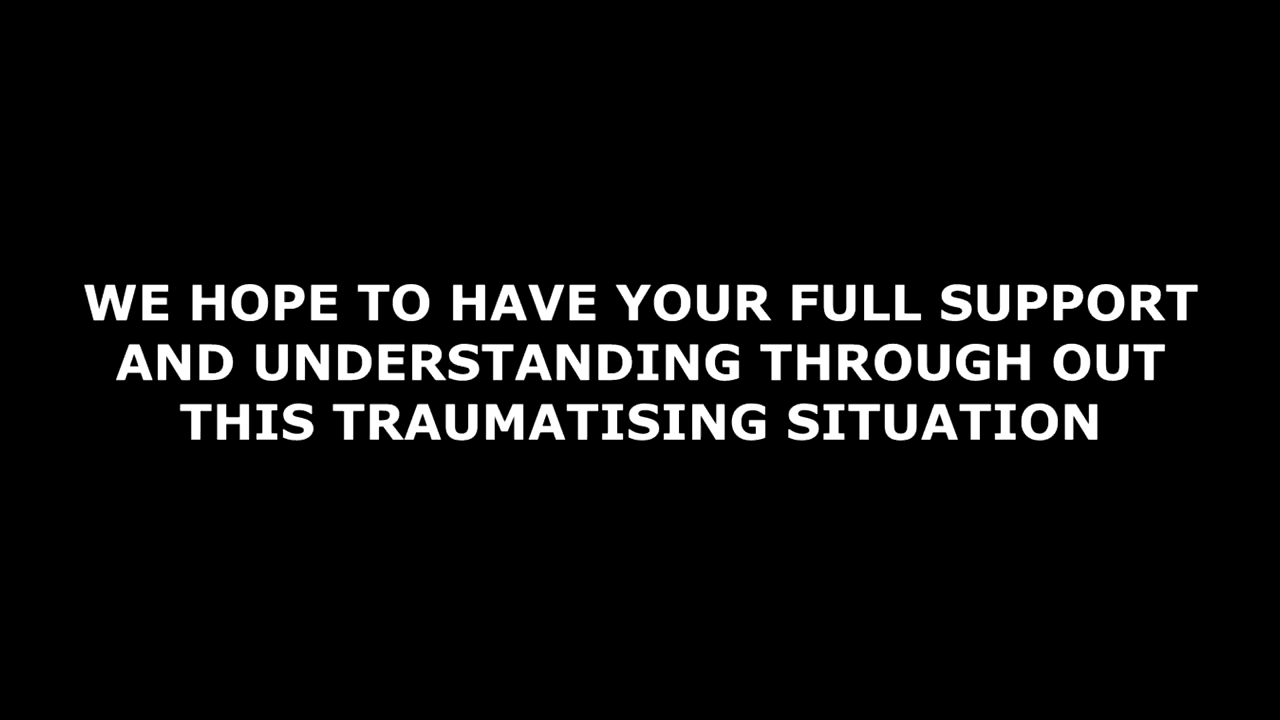 WE HOPE TO HAVE YOUR FULL SUPPORT
AND UNDERSTANDING THROUGH OUT
THIS TRAUMATISING SITUATION